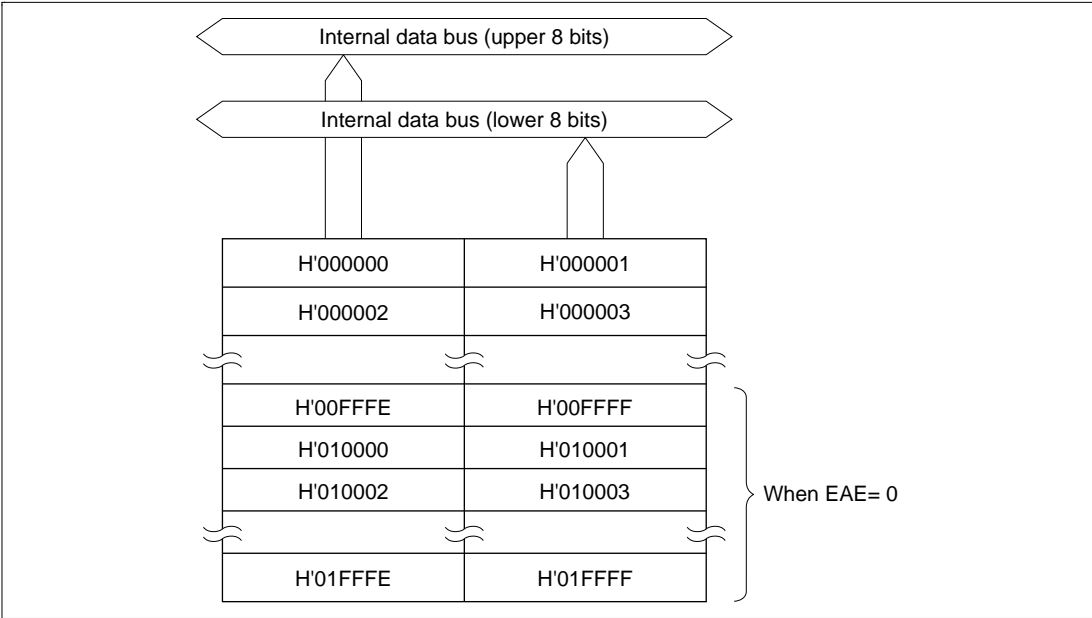 Internal data bus (upper 8 bits)
Internal data bus (lower 8 bits)
H'000000 H'000001
H'000002 H'000003
H'00FFFE H'00FFFF
H'010000 H'010001
H'010002 H'010003
When EAE= 0
H'01FFFE H'01FFFF